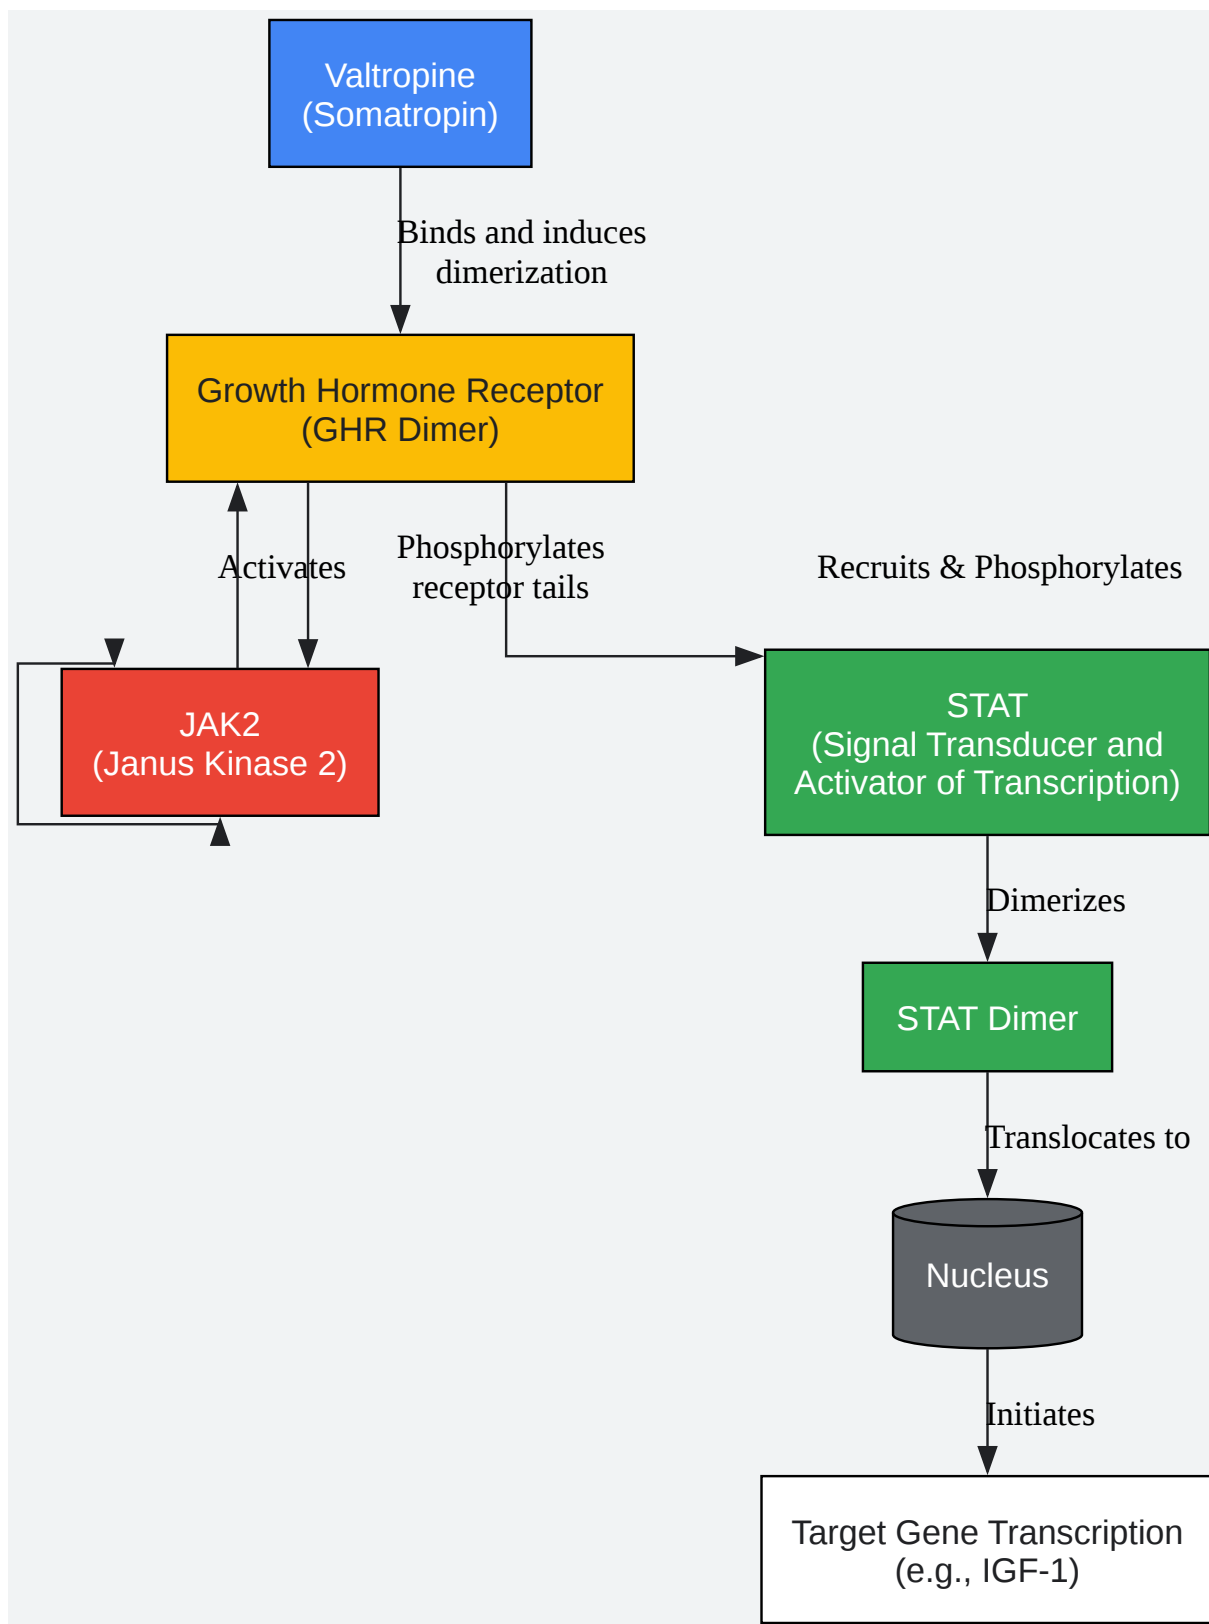 Valtropine
(Somatropin)
Binds and induces
dimerization
Growth Hormone Receptor
(GHR Dimer)
Activates
Phosphorylates
receptor tails
Recruits & Phosphorylates
JAK2
(Janus Kinase 2)
STAT
(Signal Transducer and
Activator of Transcription)
Dimerizes
STAT Dimer
Translocates to
Nucleus
Initiates
Target Gene Transcription
(e.g., IGF-1)